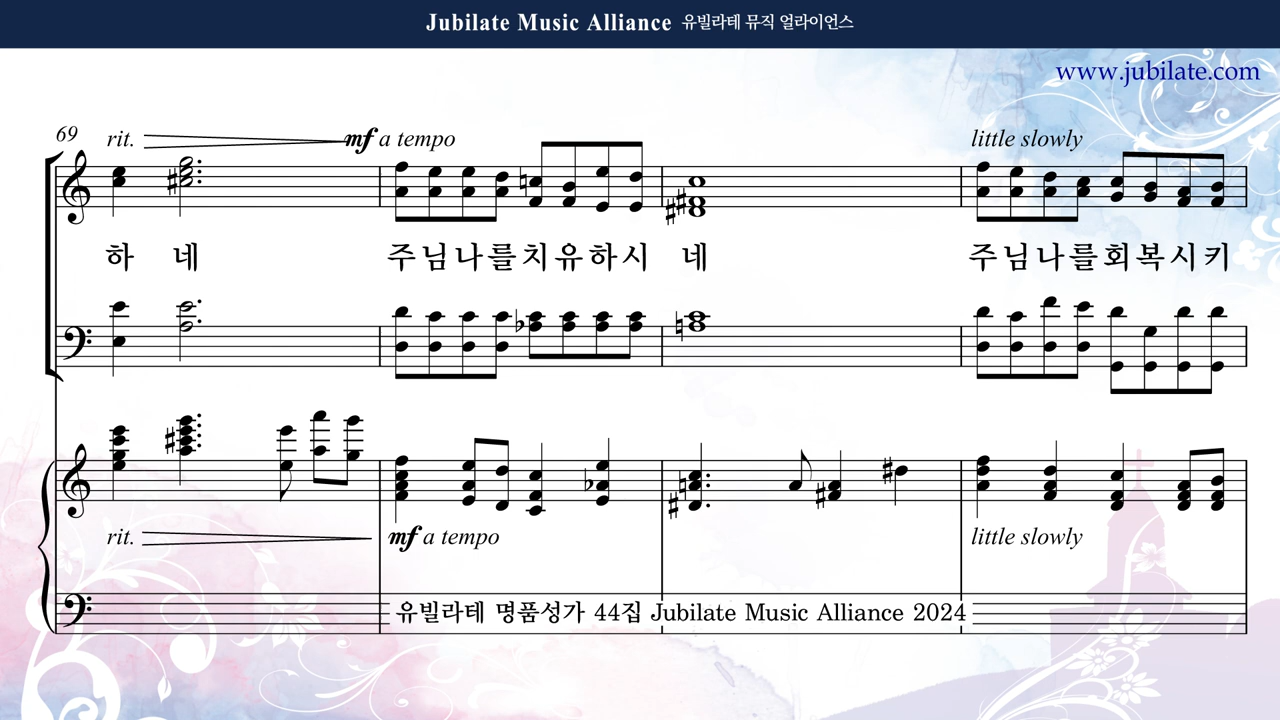 Jubilate Music Alliance 유빌라테 뮤직 얼라이언스
www.jubilate.com
69 rit. mf a tempo little slowly
하 네 주 님 나 를 치 유 하 시 네 주 님 나 를 회 복 시 키
rit. mf a tempo little slowly
유빌라테 명품성가 44집 Jubilate Music Alliance 2024